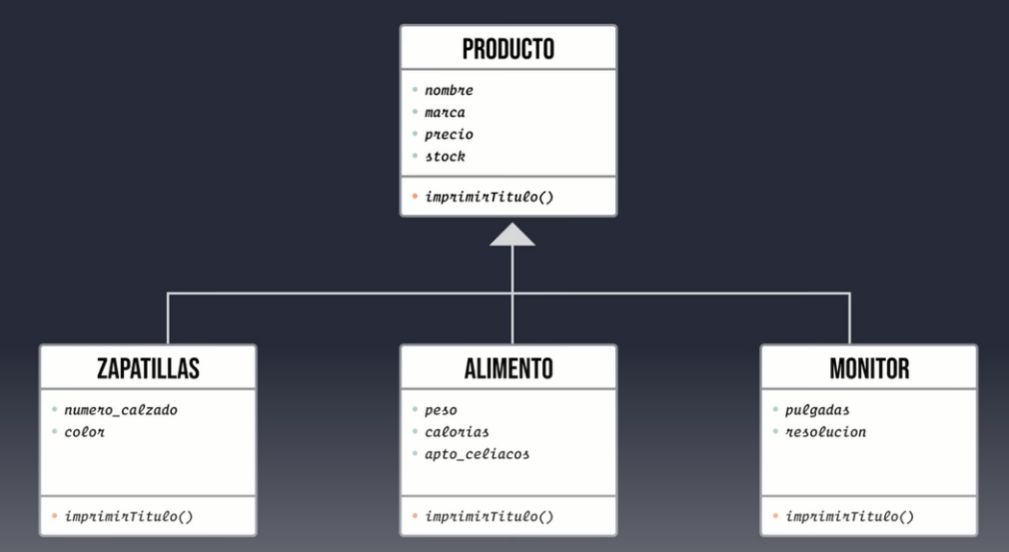 PRODUCTO
nombre
marca
precio
stock
imprimirTitulo()
ZAPATILLAS
numero_calzado
color
imprimirTitulo()
ALIMENTO
peso
calorias
apto_celiacos
imprimirTitulo()
MONITOR
pulgadas
resolucion
imprimirTitulo()